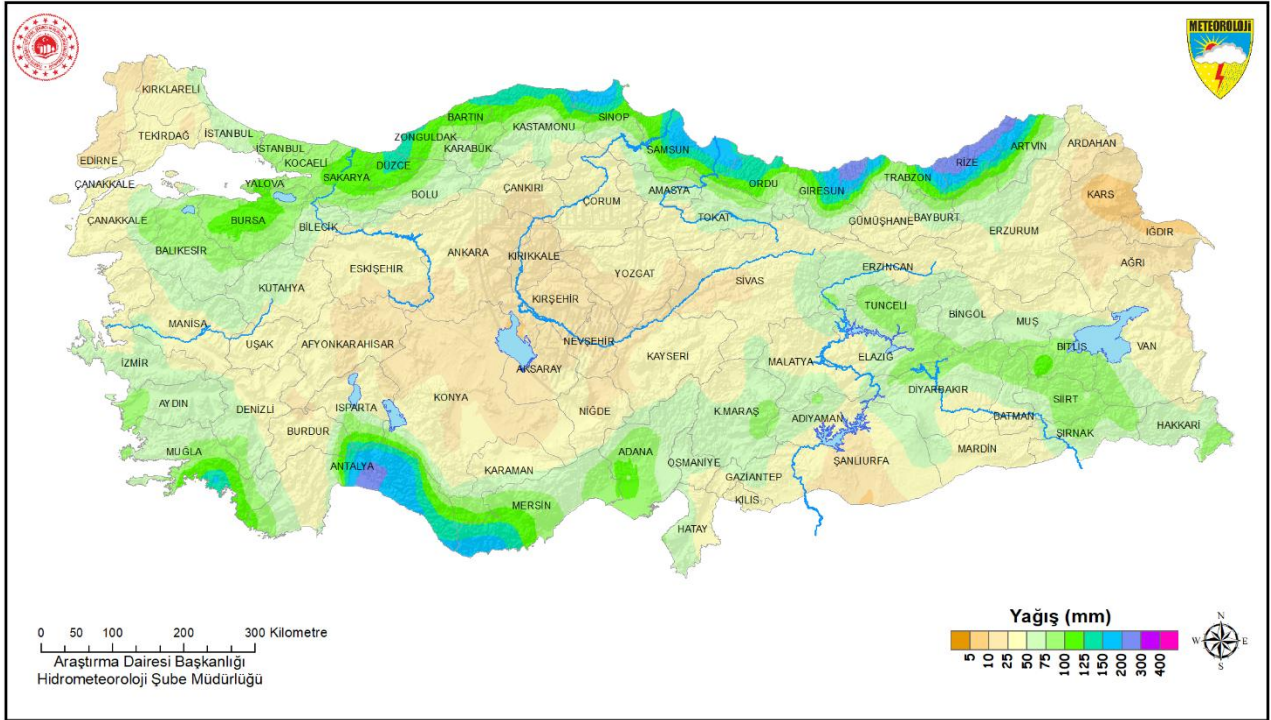 METEOROLOJİ
KIRKLARELİ
TEKİRDAĞ
İSTANBUL
EDİRNE
İSTANBUL
KOCAELİ
ÇANAKKALE
YALOVA
SAKARYA
DÜZCE
ZONGULDAK
BARTIN
KARABÜK
KASTAMONU
SİNOP
SAMSUN
ORDU
GİRESUN
TRABZON
RİZE
ARTVİN
ARDAHAN
KARS
IĞDIR
AĞRI
ÇANAKKALE
BURSA
BİLECİK
BOLU
ÇANKIRI
ÇORUM
AMASYA
TOKAT
GÜMÜŞHANE
BAYBURT
ERZURUM
BALIKESİR
KÜTAHYA
ESKİŞEHİR
ANKARA
KIRIKKALE
YOZGAT
SİVAS
ERZİNCAN
TUNCELİ
BİNGÖL
MUŞ
BİTLİS
VAN
MANİSA
UŞAK
AFYONKARAHİSAR
KIRŞEHİR
NEVŞEHİR
KAYSERİ
MALATYA
ELAZIĞ
İZMİR
AKSARAY
DİYARBAKIR
SİİRT
AYDIN
DENİZLİ
ISPARTA
KONYA
NİĞDE
K.MARAŞ
ADIYAMAN
BATMAN
ŞIRNAK
HAKKARİ
BURDUR
MUĞLA
ANTALYA
KARAMAN
MERSİN
ADANA
OSMANİYE
GAZİANTEP
ŞANLIURFA
MARDİN
KİLİS
HATAY
0 50 100 200 300 Kilometre
Araştırma Dairesi Başkanlığı
Hidrometeoroloji Şube Müdürlüğü
Yağış (mm)
5 10 25 50 75 100 125 150 200 300 400
N
W E
S